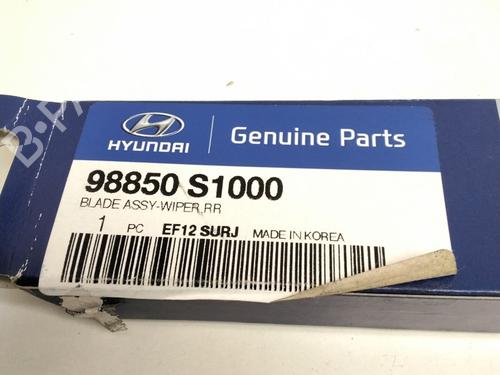 HYUNDAI
Genuine Parts
98850 S1000
BLADE ASSY-WIPER,RR
1 PC EF12 SURJ MADE IN KOREA